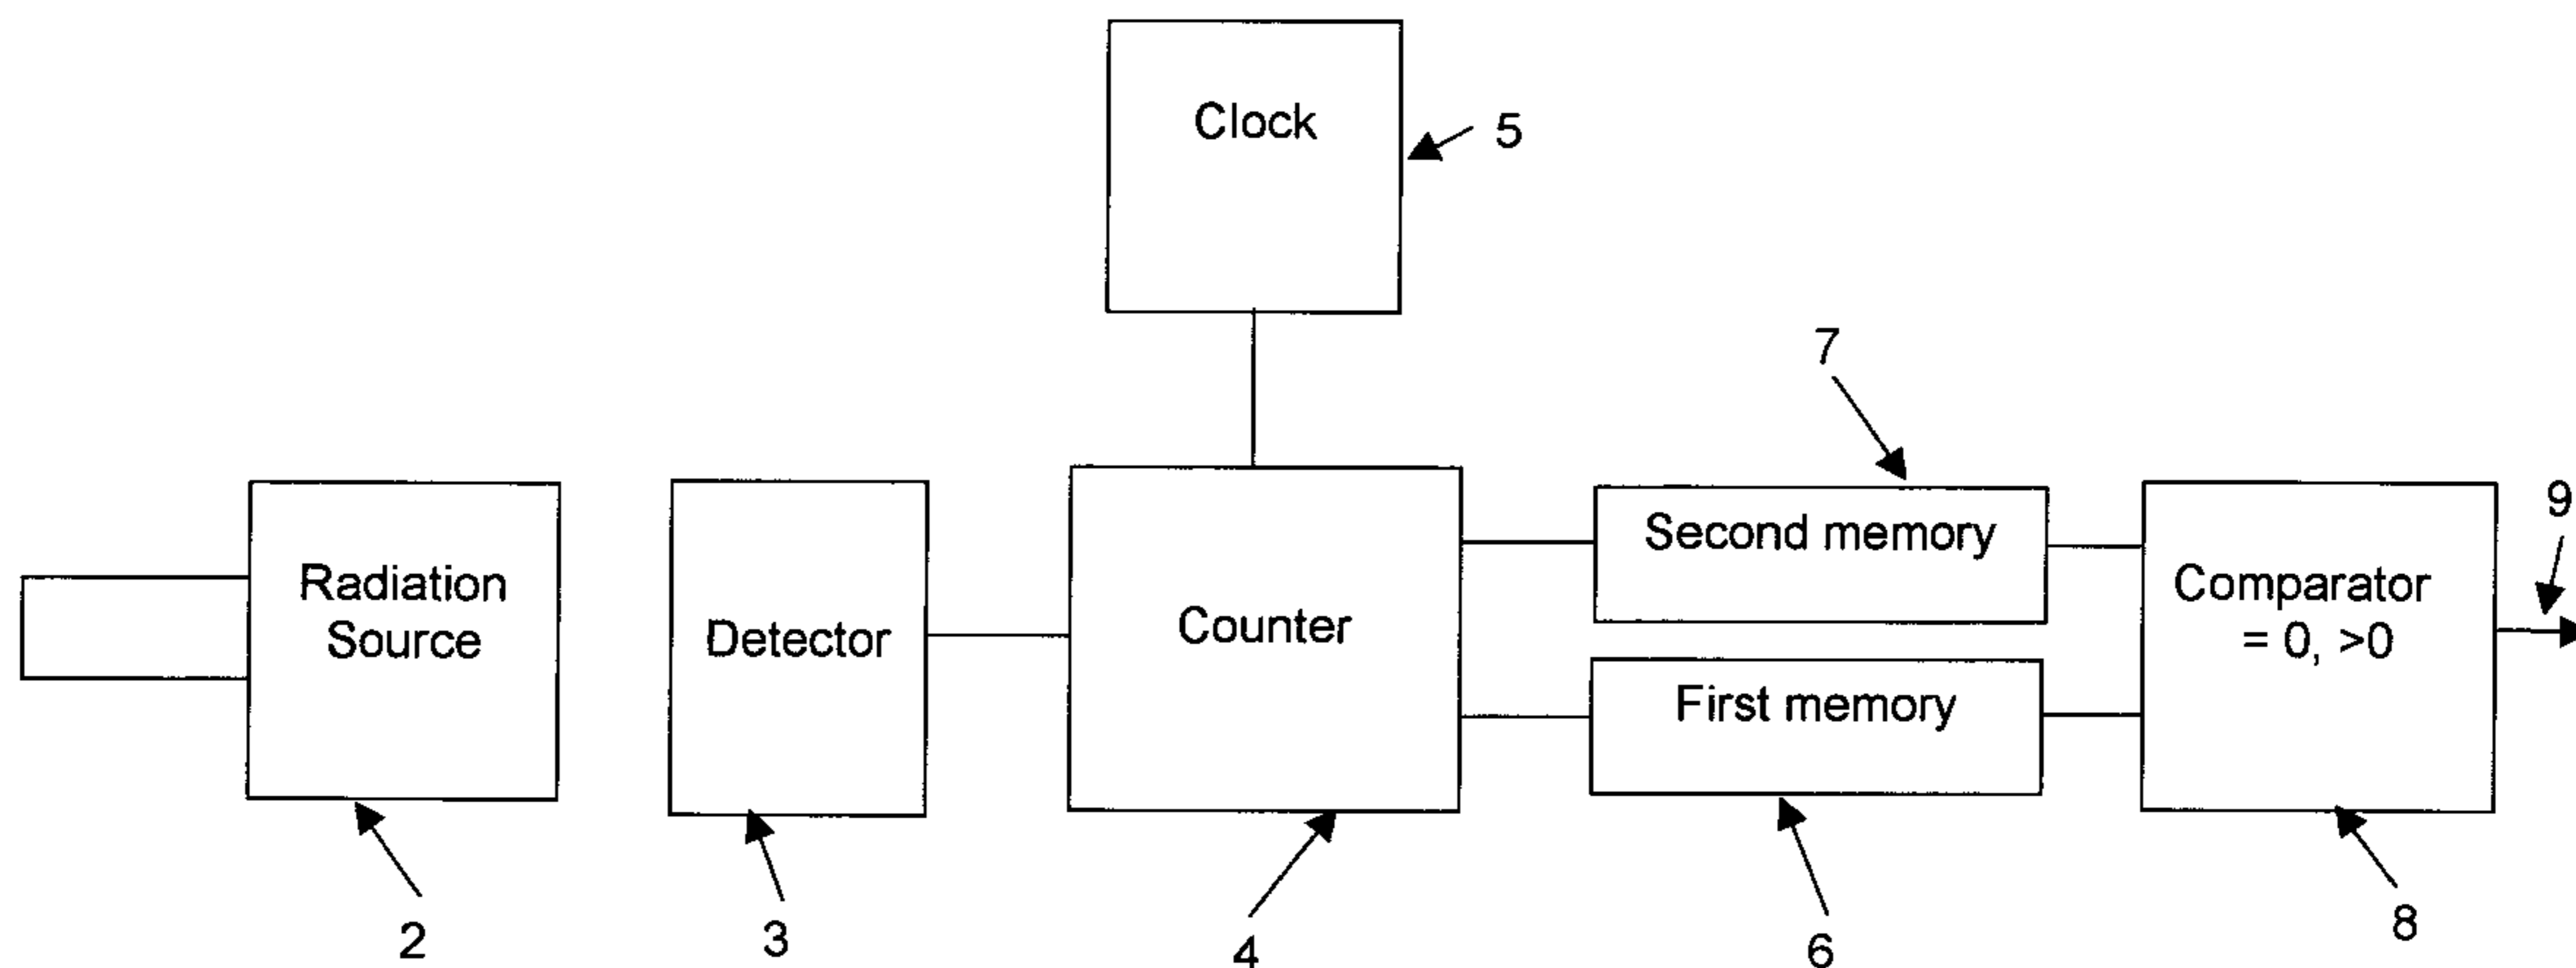 Clock
5
7
9
Second memory
Radiation
Source
Detector
Counter
Comparator
= 0, >0
First memory
2
3
4
6
8